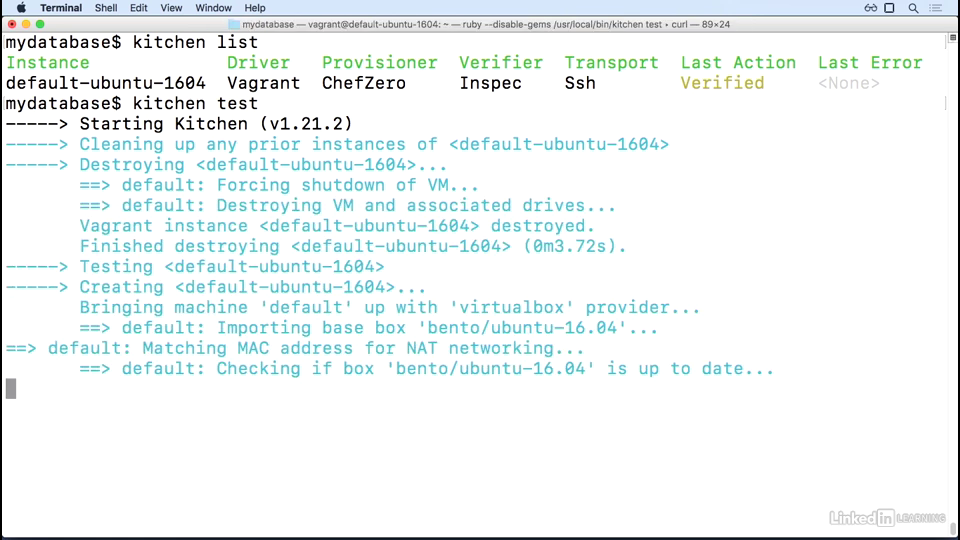 Terminal Shell Edit View Window Help
mydatabase — vagrant@default-ubuntu-1604: ~ — ruby --disable-gems /usr/local/bin/kitchen test • curl — 89×24
mydatabase$ kitchen list
Instance Driver Provisioner Verifier Transport Last Action Last Error
default-ubuntu-1604 Vagrant ChefZero Inspec Ssh Verified <None>
mydatabase$ kitchen test
-----> Starting Kitchen (v1.21.2)
-----> Cleaning up any prior instances of <default-ubuntu-1604>
-----> Destroying <default-ubuntu-1604>...
==> default: Forcing shutdown of VM...
==> default: Destroying VM and associated drives...
Vagrant instance <default-ubuntu-1604> destroyed.
Finished destroying <default-ubuntu-1604> (0m3.72s).
-----> Testing <default-ubuntu-1604>
-----> Creating <default-ubuntu-1604>...
Bringing machine 'default' up with 'virtualbox' provider...
==> default: Importing base box 'bento/ubuntu-16.04'...
==> default: Matching MAC address for NAT networking...
==> default: Checking if box 'bento/ubuntu-16.04' is up to date...
Linked in LEARNING